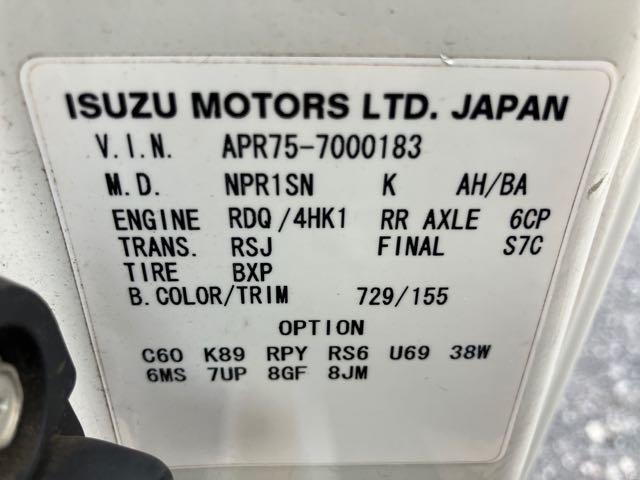 ISUZU MOTORS LTD. JAPAN
V.I.N. APR75-7000183
M.D. NPR1SN K AH/BA
ENGINE RDQ/4HK1 RR AXLE 6CP
TRANS. RSJ FINAL S7C
TIRE BXP
B.COLOR/TRIM 729/155
OPTION
C60 K89 RPY RS6 U69 38W
6MS 7UP 8GF 8JM